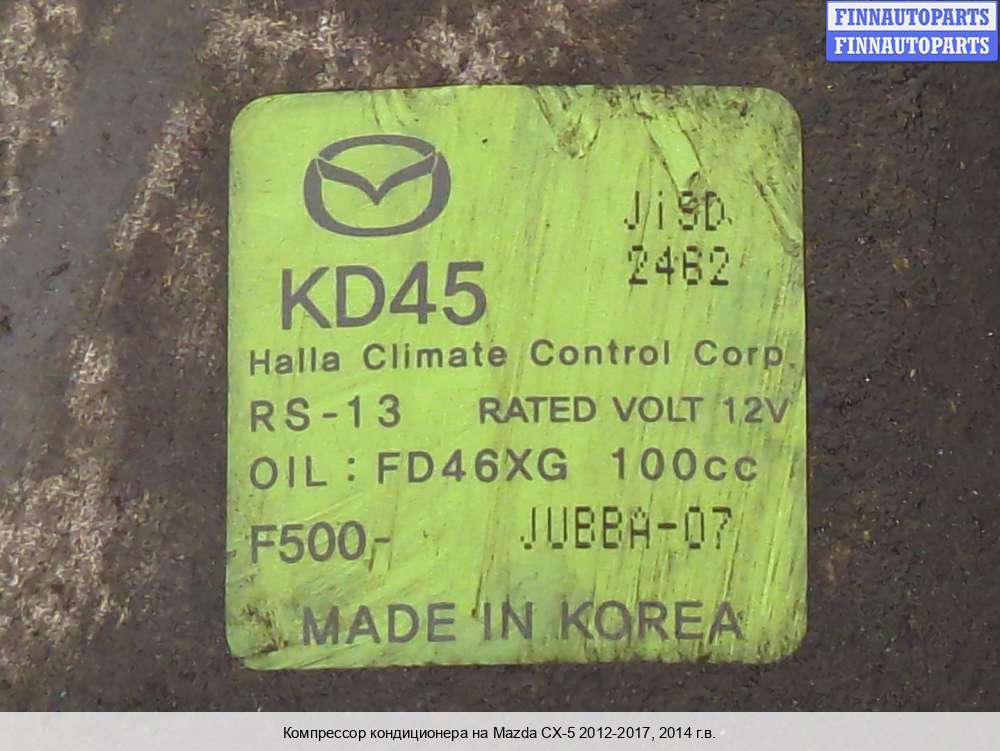 FINNAUTOPARTS
FINNAUTOPARTS
JiSD
2462
KD45
Halla Climate Control Corp.
RS-13 RATED VOLT 12V
OIL : FD46XG 100cc
F500- JUBBA-07
MADE IN KOREA
Компрессор кондиционера на Mazda CX-5 2012-2017, 2014 г.в.